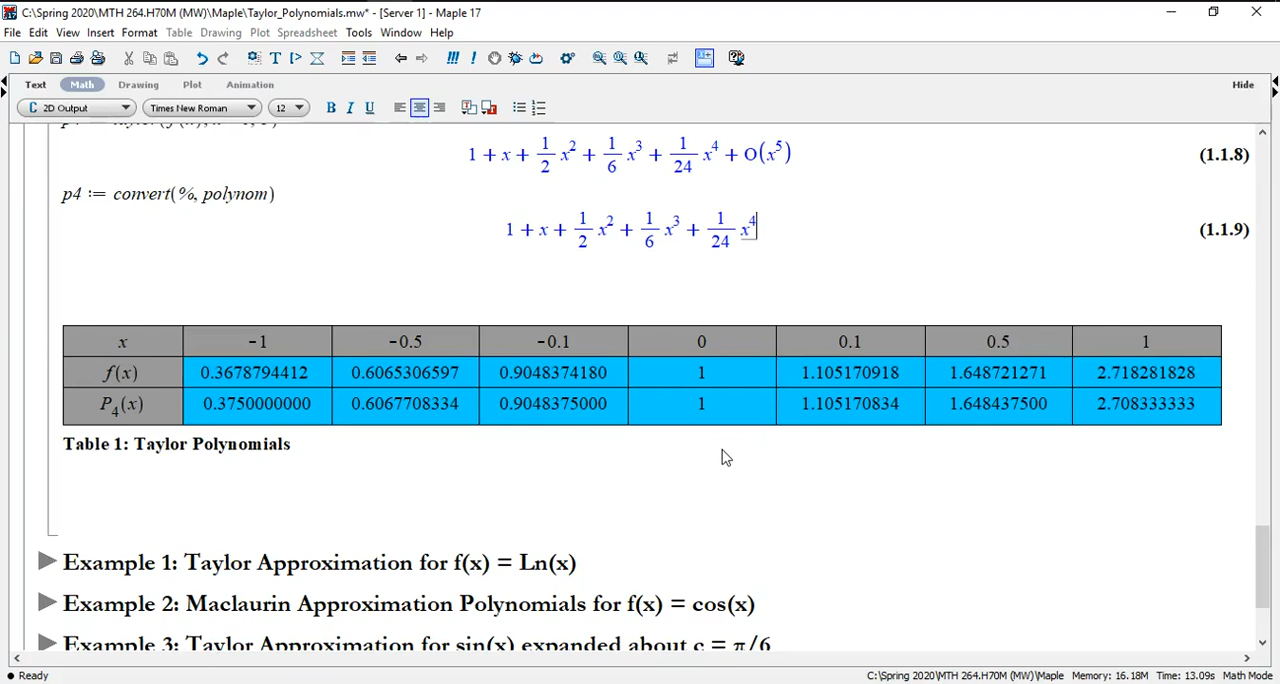 C:\Spring 2020\MTH 264.H70M (MW)\Maple\Taylor_Polynomials.mw* - [Server 1] - Maple 17
File Edit View Insert Format Table Drawing Plot Spreadsheet Tools Window Help
Text Math Drawing Plot Animation Hide
C 2D Output Times New Roman 12 B I U
1 + x + 1/2 x^2 + 1/6 x^3 + 1/24 x^4 + O(x^5) (1.1.8)
p4 := convert(%, polynom)
1 + x + 1/2 x^2 + 1/6 x^3 + 1/24 x^4 (1.1.9)
x -1 -0.5 -0.1 0 0.1 0.5 1
f(x) 0.3678794412 0.6065306597 0.9048374180 1 1.105170918 1.648721271 2.718281828
P_4(x) 0.3750000000 0.6067708334 0.9048375000 1 1.105170834 1.648437500 2.708333333
Table 1: Taylor Polynomials
Example 1: Taylor Approximation for f(x) = Ln(x)
Example 2: Maclaurin Approximation Polynomials for f(x) = cos(x)
Example 3: Taylor Approximation for sin(x) expanded about c = π/6
Ready C:\Spring 2020\MTH 264.H70M (MW)\Maple Memory: 16.18M Time: 13.09s Math Mode